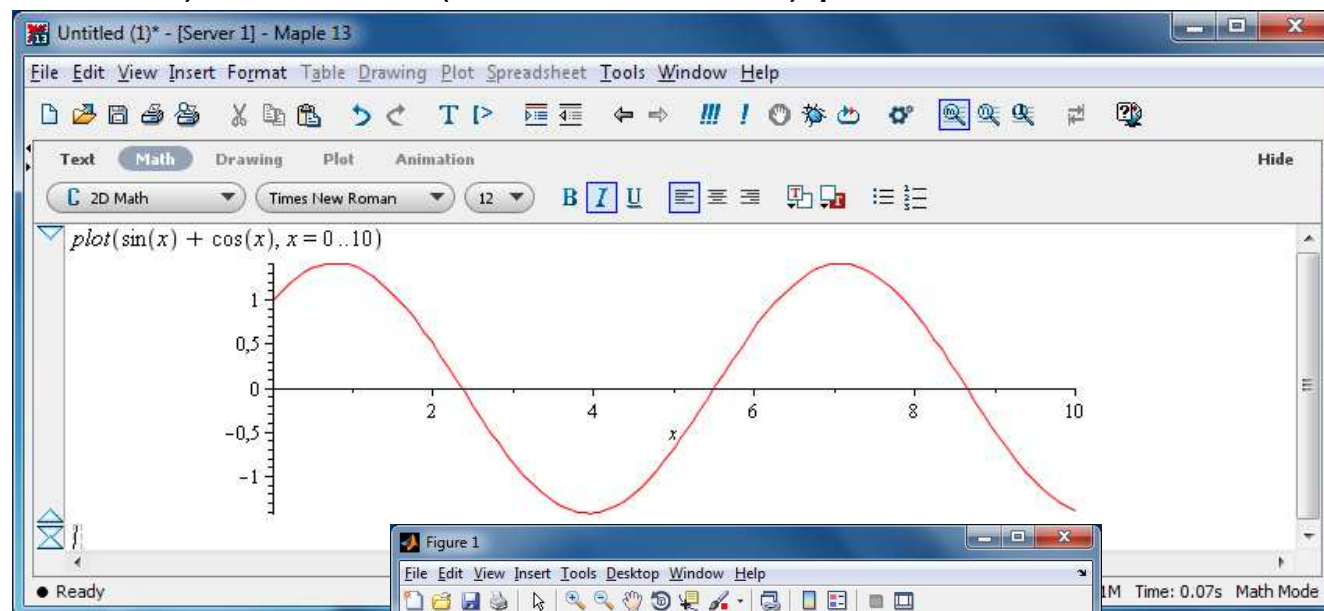 Untitled (1)* - [Server 1] - Maple 13
File Edit View Insert Format Table Drawing Plot Spreadsheet Tools Window Help
Text Math Drawing Plot Animation Hide
C 2D Math Times New Roman 12 B I U
plot(sin(x) + cos(x), x = 0 ..10)
1
0,5
0
2 4 6 8 10
-0,5
x
-1
Figure 1
File Edit View Insert Tools Desktop Window Help
Ready
1M Time: 0.07s Math Mode